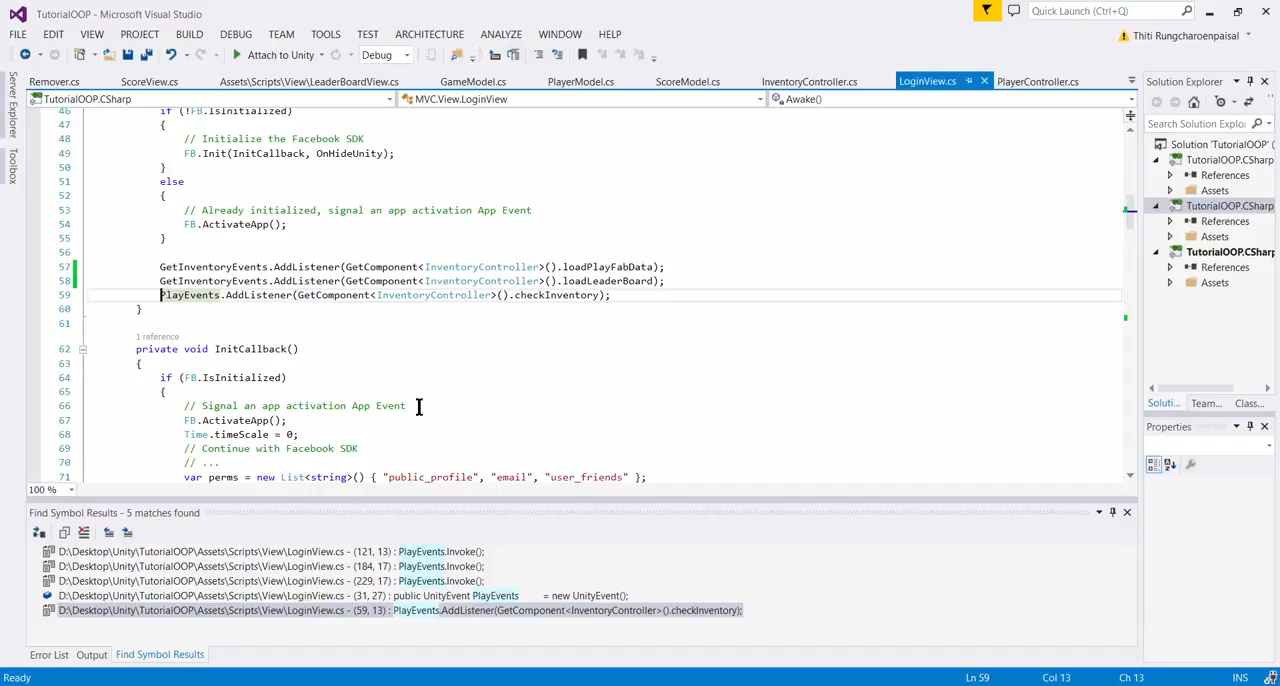 TutorialOOP - Microsoft Visual Studio
Quick Launch (Ctrl+Q)
FILE EDIT VIEW PROJECT BUILD DEBUG TEAM TOOLS TEST ARCHITECTURE ANALYZE WINDOW HELP
Thiti Rungcharoenpaisal
Attach to Unity Debug
Remover.cs ScoreView.cs Assets\Scripts\View\LeaderBoardView.cs GameModel.cs PlayerModel.cs ScoreModel.cs InventoryController.cs LoginView.cs PlayerController.cs
TutorialOOP.CSharp MVC.View.LoginView Awake()
46 if (!FB.IsInitialized)
47 {
48 // Initialize the Facebook SDK
49 FB.Init(InitCallback, OnHideUnity);
50 }
51 else
52 {
53 // Already initialized, signal an app activation App Event
54 FB.ActivateApp();
55 }
56
57 GetInventoryEvents.AddListener(GetComponent<InventoryController>().loadPlayFabData);
58 GetInventoryEvents.AddListener(GetComponent<InventoryController>().loadLeaderBoard);
59 PlayEvents.AddListener(GetComponent<InventoryController>().checkInventory);
60 }
61
1 reference
62 private void InitCallback()
63 {
64 if (FB.IsInitialized)
65 {
66 // Signal an app activation App Event
67 FB.ActivateApp();
68 Time.timeScale = 0;
69 // Continue with Facebook SDK
70 // ...
71 var perms = new List<string>() { "public_profile", "email", "user_friends" };
100 %
Find Symbol Results - 5 matches found
D:\Desktop\Unity\TutorialOOP\Assets\Scripts\View\LoginView.cs - (121, 13) : PlayEvents.Invoke();
D:\Desktop\Unity\TutorialOOP\Assets\Scripts\View\LoginView.cs - (184, 17) : PlayEvents.Invoke();
D:\Desktop\Unity\TutorialOOP\Assets\Scripts\View\LoginView.cs - (229, 17) : PlayEvents.Invoke();
D:\Desktop\Unity\TutorialOOP\Assets\Scripts\View\LoginView.cs - (31, 27) : public UnityEvent PlayEvents = new UnityEvent();
D:\Desktop\Unity\TutorialOOP\Assets\Scripts\View\LoginView.cs - (59, 13) : PlayEvents.AddListener(GetComponent<InventoryController>().checkInventory);
Error List Output Find Symbol Results
Ready Ln 59 Col 13 Ch 13 INS
Server Explorer
Toolbox
Solution Explorer
Search Solution Explo
Solution 'TutorialOOP' (
TutorialOOP.CSharp
References
Assets
TutorialOOP.CSharp
References
Assets
TutorialOOP.CSharp
References
Assets
Soluti... Team... Class...
Properties